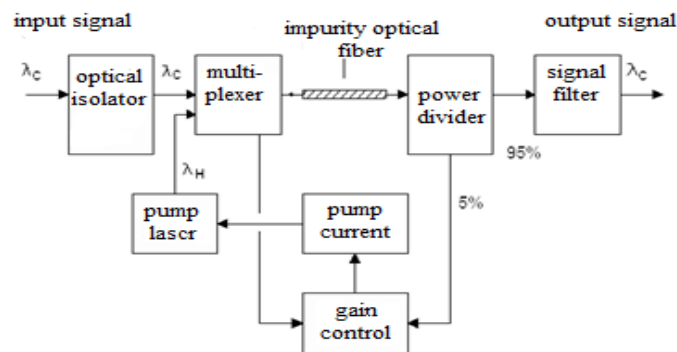 input signal
output signal
impurity optical
fiber
λC
optical
isolator
λC
multi-
plexer
power
divider
signal
filter
λC
95%
λH
5%
pump
laser
pump
current
gain
control